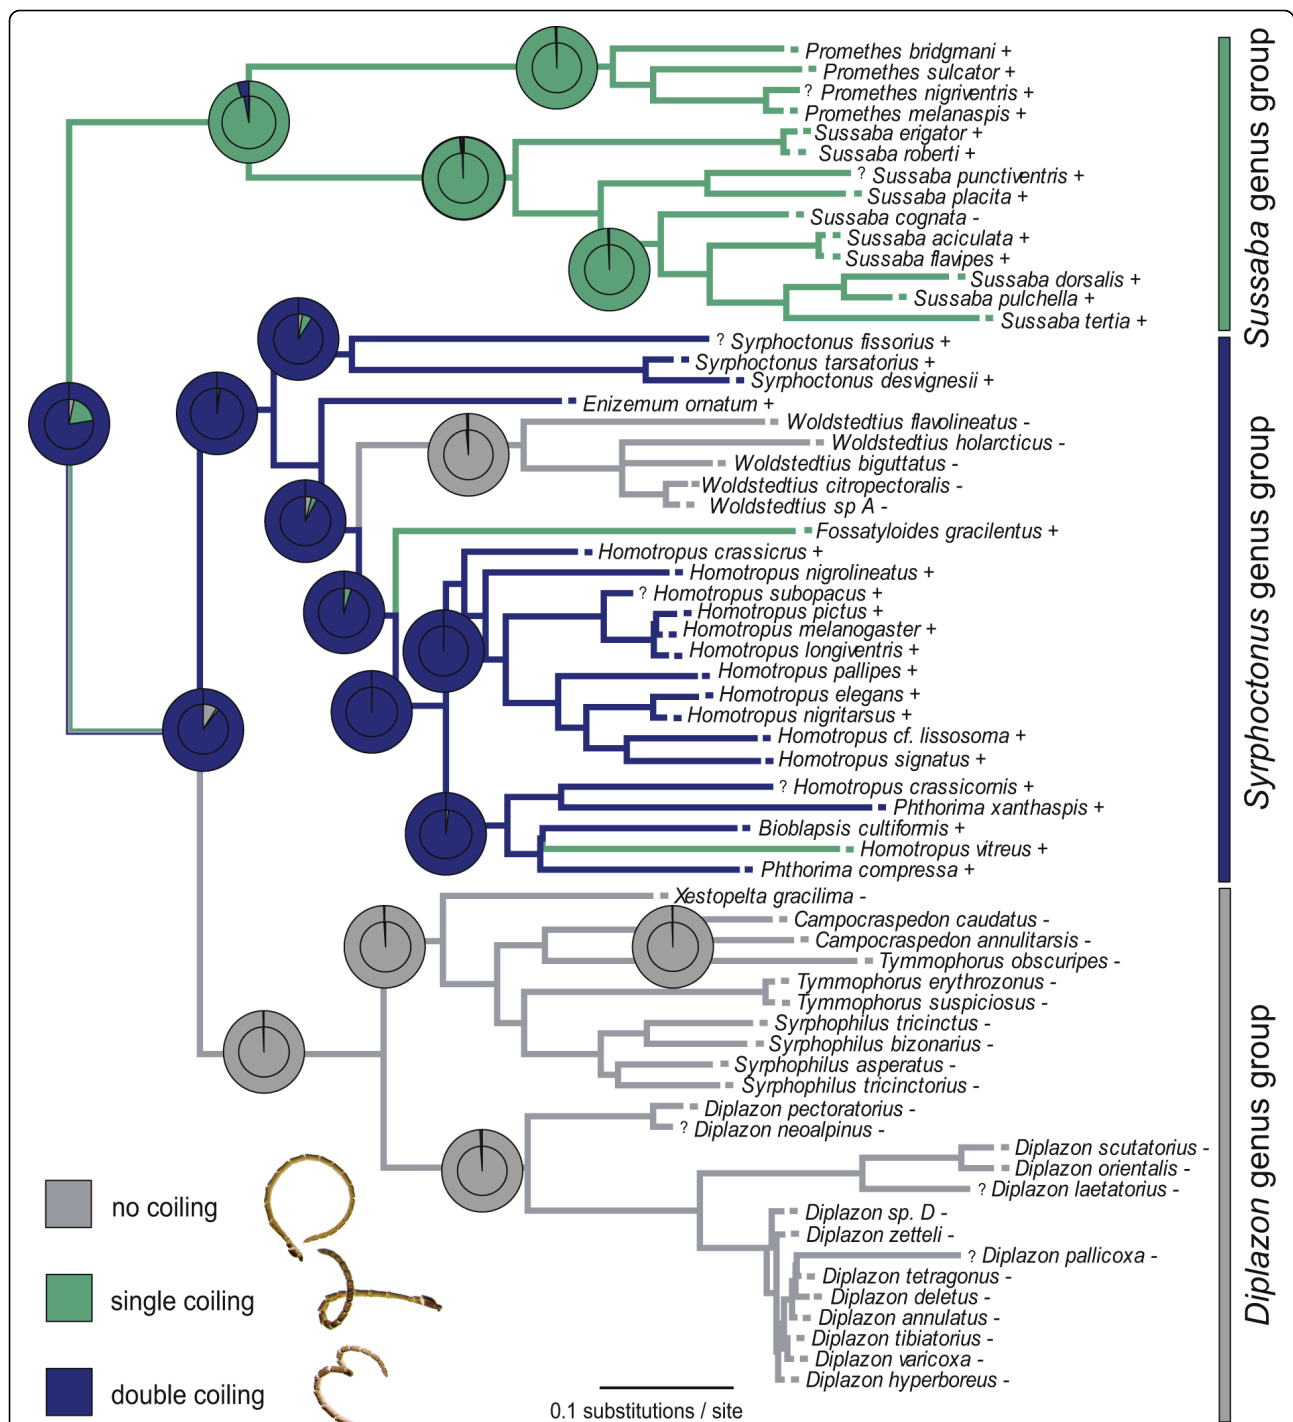 Promethes bridgmani +
Promethes sulcator +
? Promethes nigriventris +
Promethes melanaspis +
Sussaba erigator +
Sussaba roberti +
? Sussaba punctiventris +
Sussaba placita +
Sussaba cognata -
Sussaba aciculata +
Sussaba flavipes +
Sussaba dorsalis +
Sussaba pulchella +
Sussaba tertia +
Sussaba genus group
? Syrphoctonus fissorius +
Syrphoctonus tarsatorius +
Syrphoctonus desvignesii +
Enizemum ornatum +
Woldstedtius flavolineatus -
Woldstedtius holarcticus -
Woldstedtius biguttatus -
Woldstedtius citropectoralis -
Woldstedtius sp A -
Fossatyloides gracilentus +
Homotropus crassicrus +
Homotropus nigrolineatus +
? Homotropus subopacus +
Homotropus pictus +
Homotropus melanogaster +
Homotropus longiventris +
Homotropus pallipes +
Homotropus elegans +
Homotropus nigritarsus +
Homotropus cf. lissosoma +
Homotropus signatus +
? Homotropus crassicornis +
Phthorima xanthaspis +
Bioblapsis cultiformis +
Homotropus vitreus +
Phthorima compressa +
Syrphoctonus genus group
Xestopelta gracilima -
Campocraspedon caudatus -
Campocraspedon annulitarsis -
Tymmophorus obscuripes -
Tymmophorus erythrozonus -
Tymmophorus suspiciosus -
Syrphophilus tricinctus -
Syrphophilus bizonarius -
Syrphophilus asperatus -
Syrphophilus tricinctorius -
Diplazon pectoratorius -
? Diplazon neoalpinus -
Diplazon scutatorius -
Diplazon orientalis -
? Diplazon laetatorius -
Diplazon sp. D -
Diplazon zetteli -
? Diplazon pallicoxa -
Diplazon tetragonus -
Diplazon deletus -
Diplazon annulatus -
Diplazon tibiatorius -
Diplazon varicoxa -
Diplazon hyperboreus -
Diplazon genus group
no coiling
single coiling
double coiling
0.1 substitutions / site